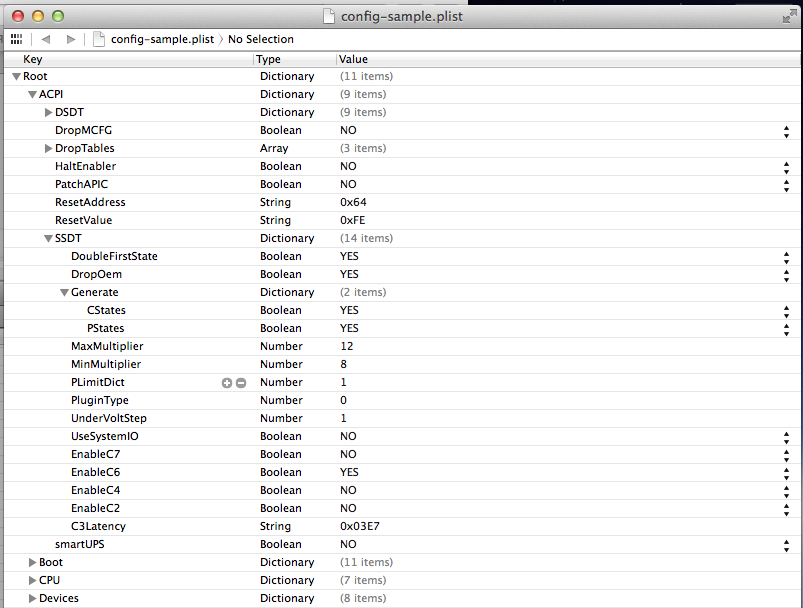 config-sample.plist
config-sample.plist No Selection
Key Type Value
Root Dictionary (11 items)
ACPI Dictionary (9 items)
DSDT Dictionary (9 items)
DropMCFG Boolean NO
DropTables Array (3 items)
HaltEnabler Boolean NO
PatchAPIC Boolean NO
ResetAddress String 0x64
ResetValue String 0xFE
SSDT Dictionary (14 items)
DoubleFirstState Boolean YES
DropOem Boolean YES
Generate Dictionary (2 items)
CStates Boolean YES
PStates Boolean YES
MaxMultiplier Number 12
MinMultiplier Number 8
PLimitDict Number 1
PluginType Number 0
UnderVoltStep Number 1
UseSystemIO Boolean NO
EnableC7 Boolean NO
EnableC6 Boolean YES
EnableC4 Boolean NO
EnableC2 Boolean NO
C3Latency String 0x03E7
smartUPS Boolean NO
Boot Dictionary (11 items)
CPU Dictionary (7 items)
Devices Dictionary (8 items)